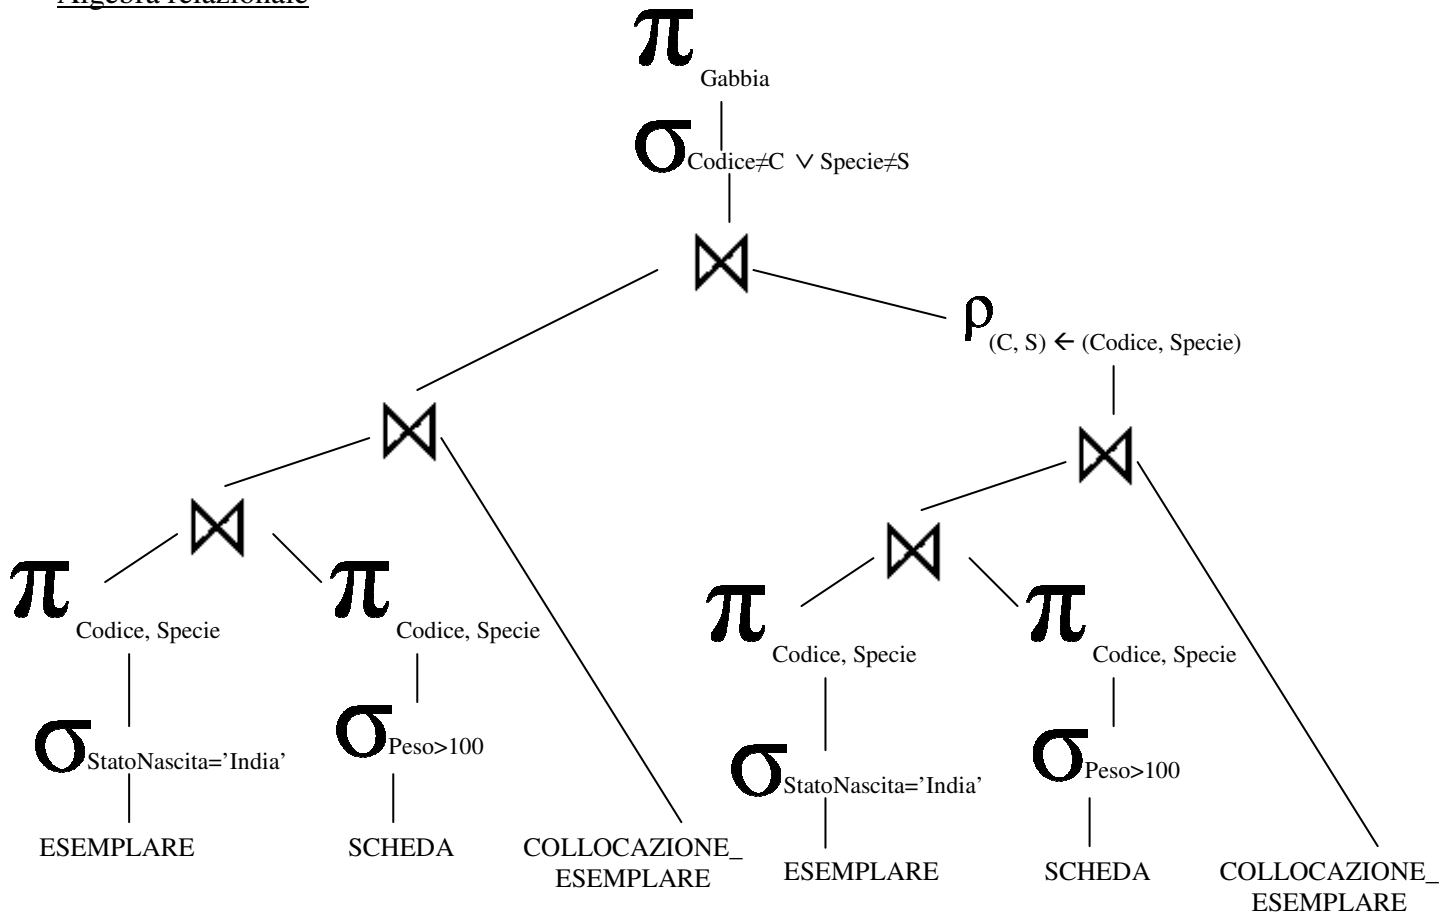 Algebra relazionale
π Gabbia
σ Codice≠C ∨ Specie≠S
⋈
ρ (C, S) ← (Codice, Specie)
⋈
⋈
⋈
⋈
π Codice, Specie
π Codice, Specie
π Codice, Specie
π Codice, Specie
σ StatoNascita=’India’
σ Peso>100
σ StatoNascita=’India’
σ Peso>100
ESEMPLARE
SCHEDA
COLLOCAZIONE_
ESEMPLARE
ESEMPLARE
SCHEDA
COLLOCAZIONE_
ESEMPLARE